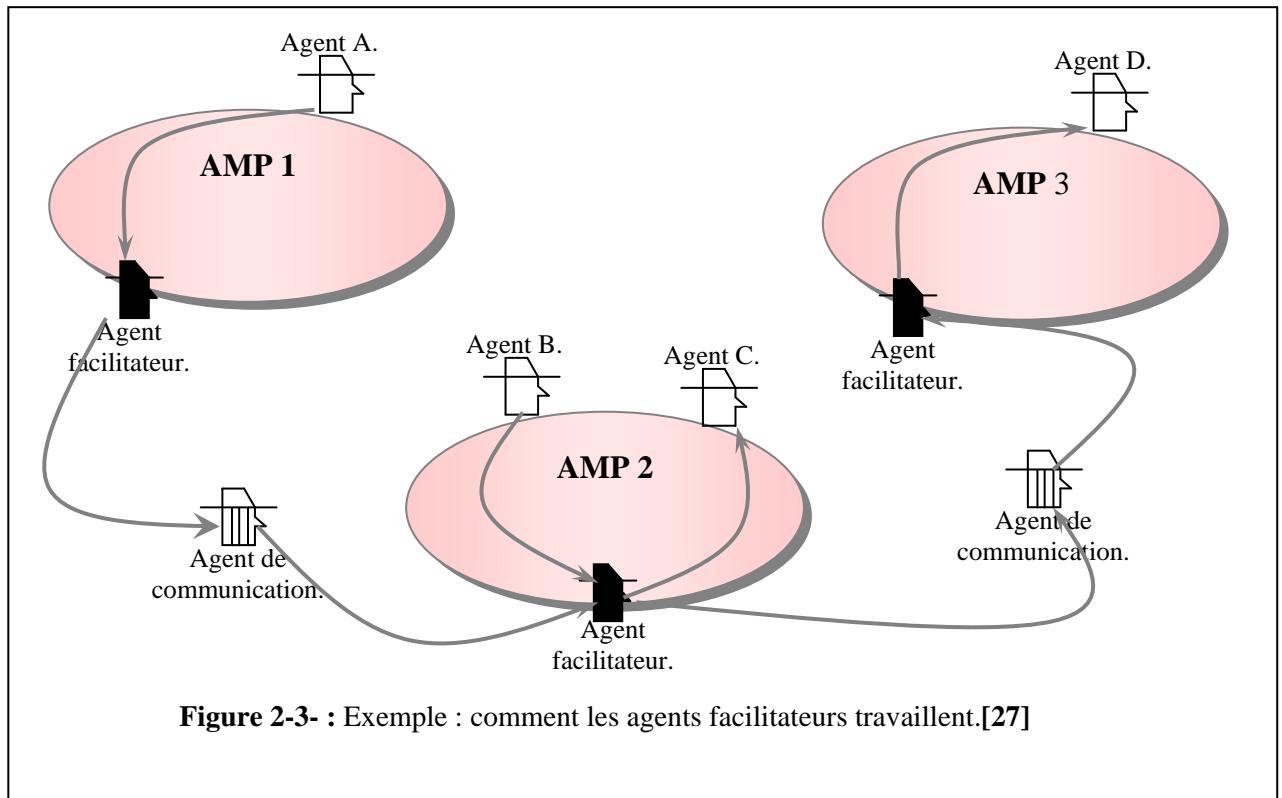 Agent A.
AMP 1
Agent
facilitateur.
Agent de
communication.
Agent B.
Agent C.
AMP 2
Agent
facilitateur.
Agent D.
AMP 3
Agent
facilitateur.
Agent de
communication.
Figure 2-3- : Exemple : comment les agents facilitateurs travaillent.[27]